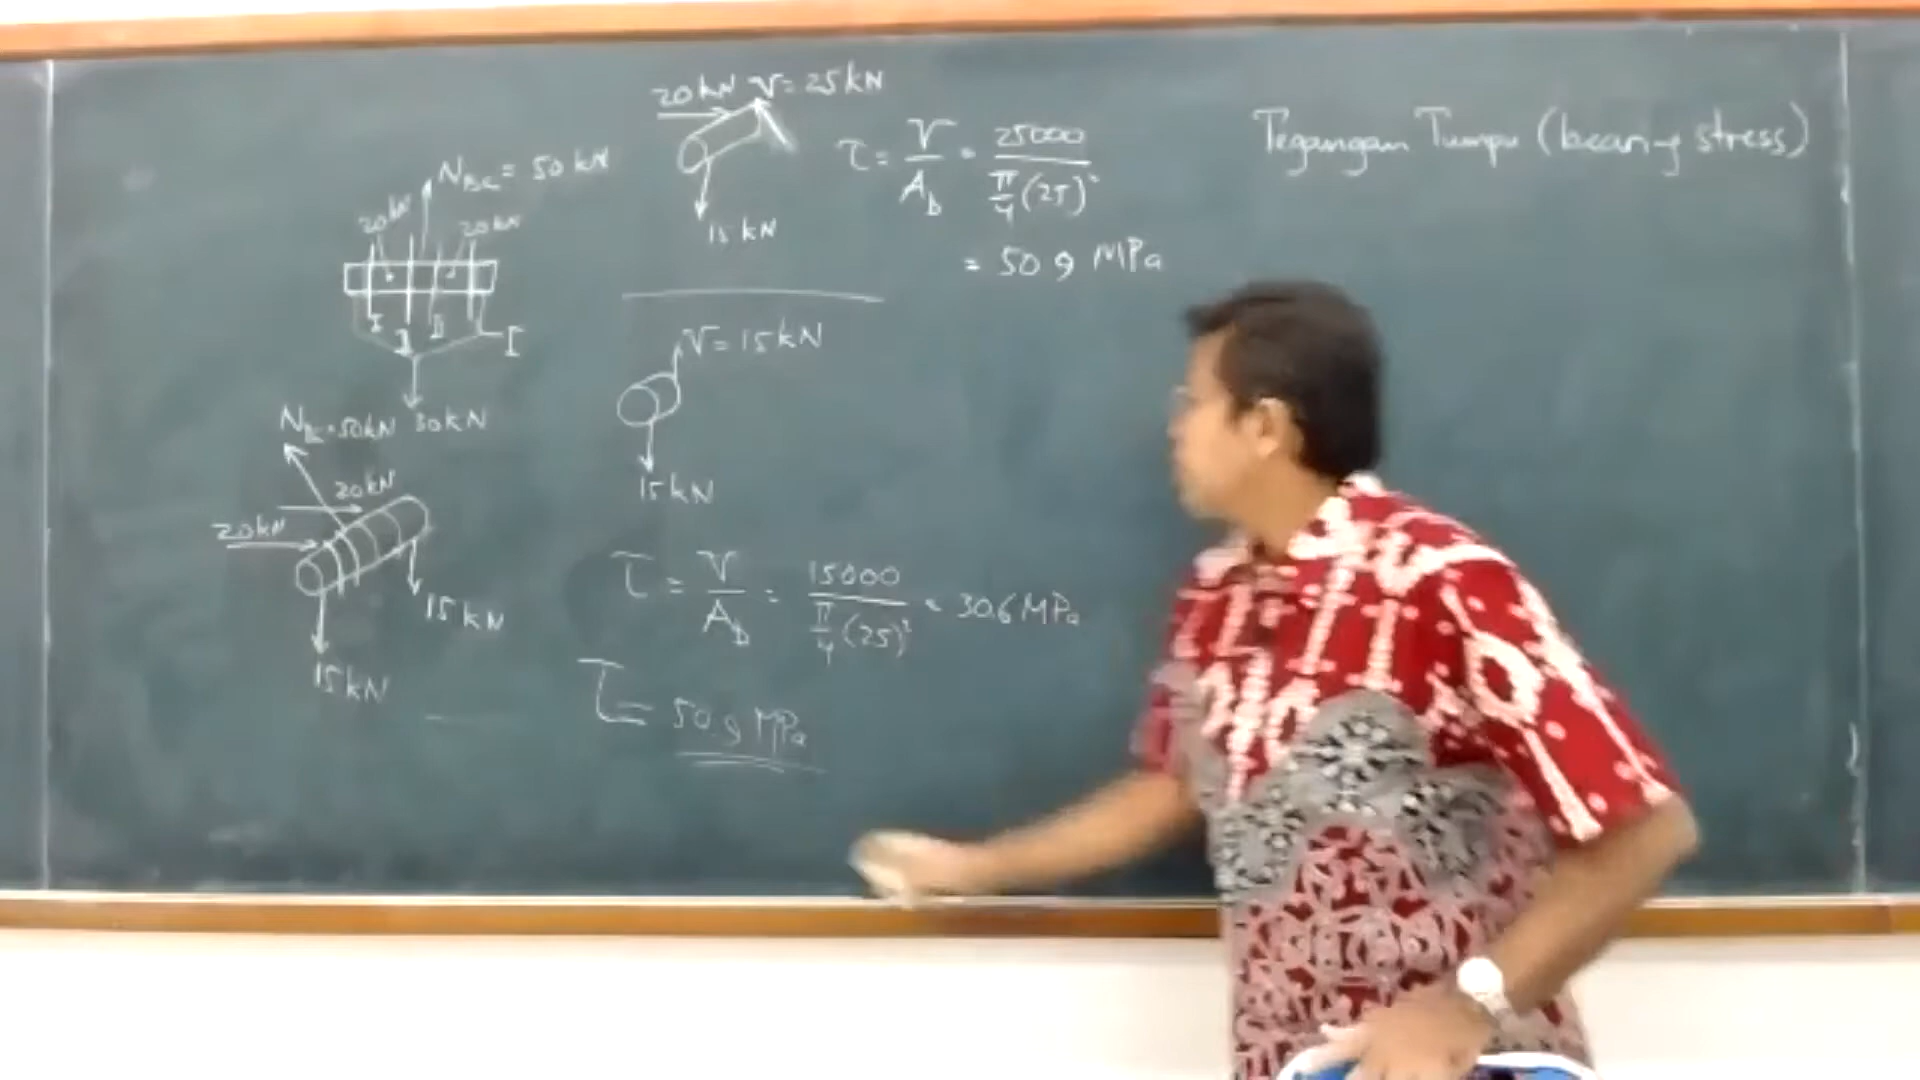 N_BC = 50 kN
20kN 20kN
I II II I
30kN
N_BC = 50kN
20kN
20kN
15kN
15kN
20kN V = 25kN
15 kN
τ = V/A_b = 25000 / π/4 (25)²
= 50.9 MPa
V = 15kN
15kN
τ = V/A_b = 15000 / π/4 (25)² = 30.6 MPa
τ = 50.9 MPa
Tegangan Tumpu (bearing stress)